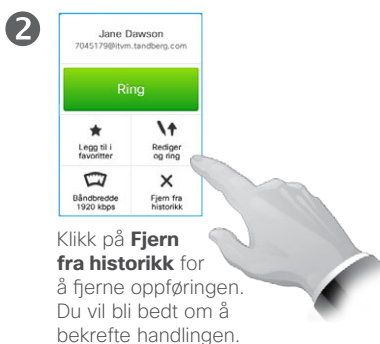 2
Jane Dawson
7045179@itvm.tandberg.com
Ring
Legg til i
favoritter
Rediger
og ring
Båndbredde
1920 kbps
Fjern fra
historikk
Klikk på Fjern
fra historikk for
å fjerne oppføringen.
Du vil bli bedt om å
bekrefte handlingen.